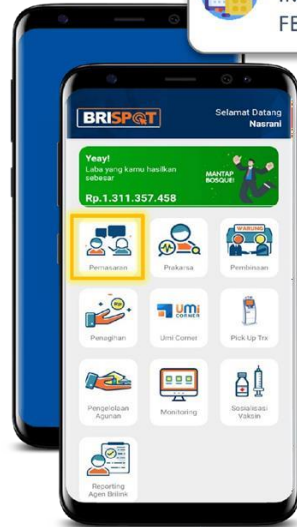 FE
BRISPOT
Selamat Datang
Nasrani
Yeay!
Laba yang kamu hasilkan
sebesar
Rp.1.311.357.458
MANTAP
BOSQUE!
Pemasaran
Prakarsa
WARUNG
Pembinaan
Penagihan
UMi
CORNER
Umi Corner
Pick Up Trx
Pengelolaan
Agunan
Monitoring
Sosialisasi
Vaksin
Reporting
Agen Brilink